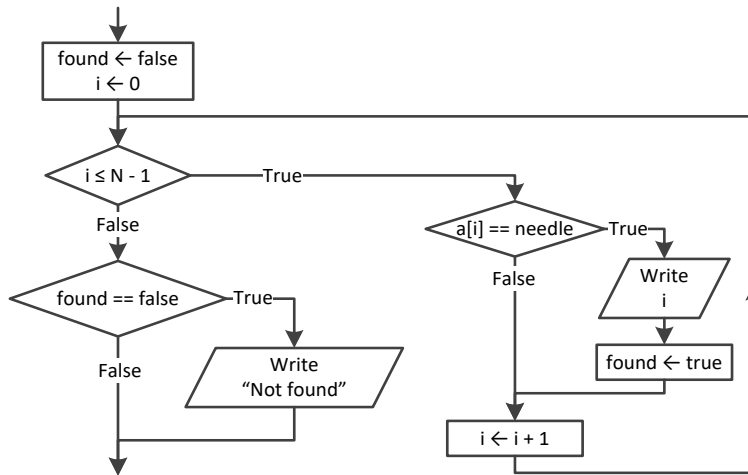 found ← false
i ← 0
i ≤ N - 1
True
False
a[i] == needle
True
False
Write
i
found ← true
i ← i + 1
found == false
True
False
Write
“Not found”